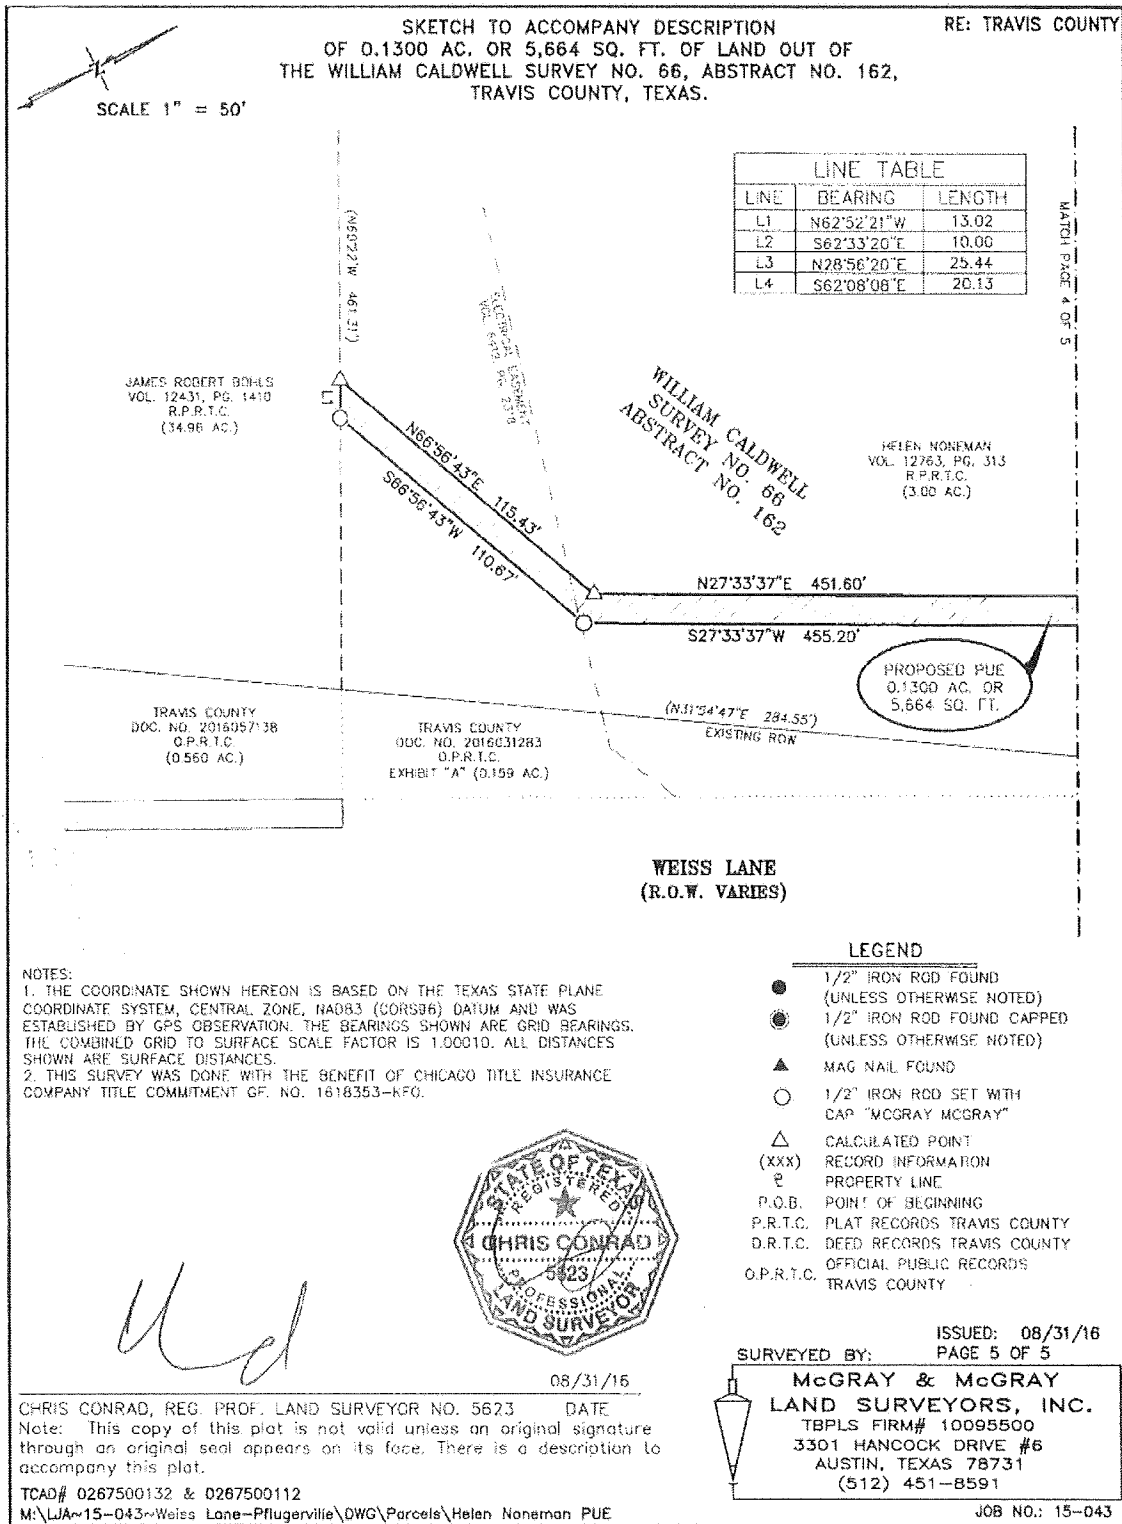 SKETCH TO ACCOMPANY DESCRIPTION
OF 0.1300 AC. OR 5,664 SQ. FT. OF LAND OUT OF
THE WILLIAM CALDWELL SURVEY NO. 66, ABSTRACT NO. 162,
TRAVIS COUNTY, TEXAS.
RE: TRAVIS COUNTY
SCALE 1" = 50'
LINE TABLE
LINE BEARING LENGTH
L1 N62°52'21"W 13.02
L2 S62°33'20"E 10.00
L3 N28°56'20"E 25.44
L4 S62°08'08"E 20.13
MATCH PAGE 4 OF 5
461.31')
ELECTRICAL EASEMENT
JAMES ROBERT BOHLS
VOL. 12431, PG. 1410
R.P.R.T.C.
(34.96 AC.)
L1
N66°56'43"E 115.43'
S66°56'43"W 110.67'
WILLIAM CALDWELL
SURVEY NO. 66
ABSTRACT NO. 162
HELEN NONEMAN
VOL. 12763, PG. 313
R.P.R.T.C.
(3.00 AC.)
N27°33'37"E 451.60'
S27°33'37"W 455.20'
PROPOSED PUE
0.1300 AC. OR
5,664 SQ. FT.
(N31°54'47"E 284.55')
EXISTING ROW
TRAVIS COUNTY
DOC. NO. 2016057138
O.P.R.T.C.
(0.560 AC.)
TRAVIS COUNTY
DOC. NO. 2016031283
O.P.R.T.C.
EXHIBIT "A" (0.159 AC.)
WEISS LANE
(R.O.W. VARIES)
NOTES:
1. THE COORDINATE SHOWN HEREON IS BASED ON THE TEXAS STATE PLANE
COORDINATE SYSTEM, CENTRAL ZONE, NAD83 (CORS96) DATUM AND WAS
ESTABLISHED BY GPS OBSERVATION. THE BEARINGS SHOWN ARE GRID BEARINGS.
THE COMBINED GRID TO SURFACE SCALE FACTOR IS 1.00010. ALL DISTANCES
SHOWN ARE SURFACE DISTANCES.
2. THIS SURVEY WAS DONE WITH THE BENEFIT OF CHICAGO TITLE INSURANCE
COMPANY TITLE COMMITMENT GF. NO. 1618353-KFO.
LEGEND
1/2" IRON ROD FOUND
(UNLESS OTHERWISE NOTED)
1/2" IRON ROD FOUND CAPPED
(UNLESS OTHERWISE NOTED)
MAG NAIL FOUND
1/2" IRON ROD SET WITH
CAP "MCGRAY MCGRAY"
CALCULATED POINT
(XXX) RECORD INFORMATION
PROPERTY LINE
P.O.B. POINT OF BEGINNING
P.R.T.C. PLAT RECORDS TRAVIS COUNTY
D.R.T.C. DEED RECORDS TRAVIS COUNTY
O.P.R.T.C. OFFICIAL PUBLIC RECORDS
TRAVIS COUNTY
STATE OF TEXAS
REGISTERED
CHRIS CONRAD
5623
PROFESSIONAL
LAND SURVEYOR
08/31/16
CHRIS CONRAD, REG. PROF. LAND SURVEYOR NO. 5623 DATE
Note: This copy of this plat is not valid unless an original signature
through an original seal appears on its face. There is a description to
accompany this plat.
TCAD# 0267500132 & 0267500112
M:\LJA~15-043~Weiss Lane-Pflugerville\DWG\Parcels\Helen Noneman PUE
ISSUED: 08/31/16
PAGE 5 OF 5
SURVEYED BY:
McGRAY & McGRAY
LAND SURVEYORS, INC.
TBPLS FIRM# 10095500
3301 HANCOCK DRIVE #6
AUSTIN, TEXAS 78731
(512) 451-8591
JOB NO.: 15-043